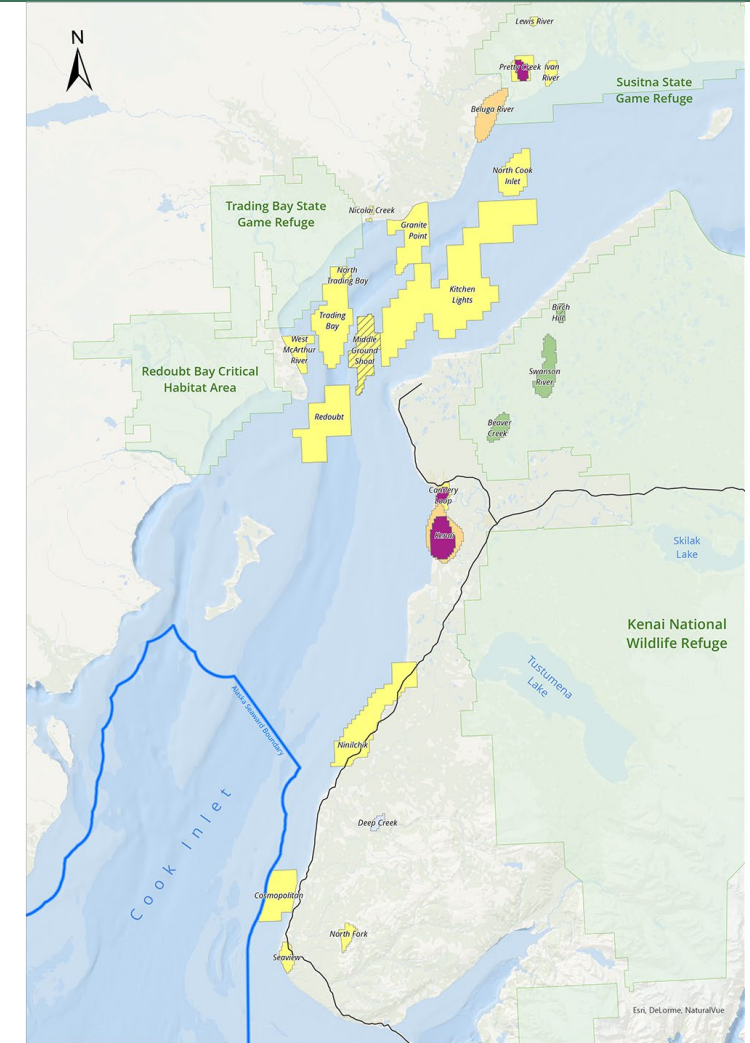 Lewis River
N
Pretty Creek
Ivan
River
Susitna State
Game Refuge
Beluga River
North Cook
Inlet
Nicolai Creek
Trading Bay State
Game Refuge
Granite
Point
North
Trading Bay
Kitchen
Lights
Birch
Hill
Trading
Bay
West
McArthur
River
Middle
Ground
Shoal
Redoubt Bay Critical
Habitat Area
Swanson
River
Redoubt
Beaver
Creek
Cannery
Loop
Kenai
Skilak
Lake
Kenai National
Wildlife Refuge
Tustumena
Lake
Alaska Seaward Boundary
Ninilchik
Cook Inlet
Deep Creek
Cosmopolitan
North Fork
Seaview
Esri, DeLorme, NaturalVue